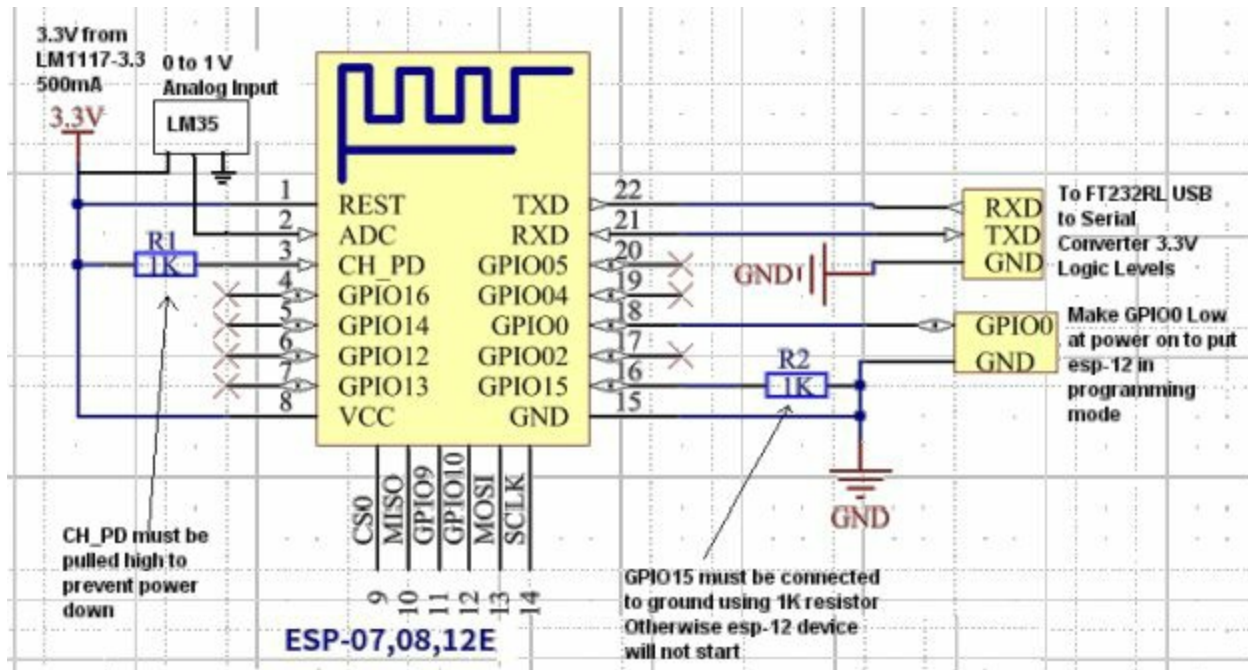 3.3V from
LM1117-3.3
500mA
0 to 1 V
Analog Input
3.3V
LM35
1
REST
TXD
22
2
ADC
RXD
21
R1
1K
3
CH_PD
GPIO05
20
4
GPIO16
GPIO04
19
5
GPIO14
GPIO0
8
6
GPIO12
GPIO02
7
7
GPIO13
GPIO15
6
8
VCC
GND
15
RXD
TXD
GND
To FT232RL USB
to Serial
Converter 3.3V
Logic Levels
GND
GPIO0
GND
Make GPIO0 Low
at power on to put
esp-12 in
programming
mode
R2
1K
GND
CS0
MISO
GPIO9
GPIO10
MOSI
SCLK
9
10
11
12
13
14
CH_PD must be
pulled high to
prevent power
down
GPIO15 must be connected
to ground using 1K resistor
Otherwise esp-12 device
will not start
ESP-07,08,12E